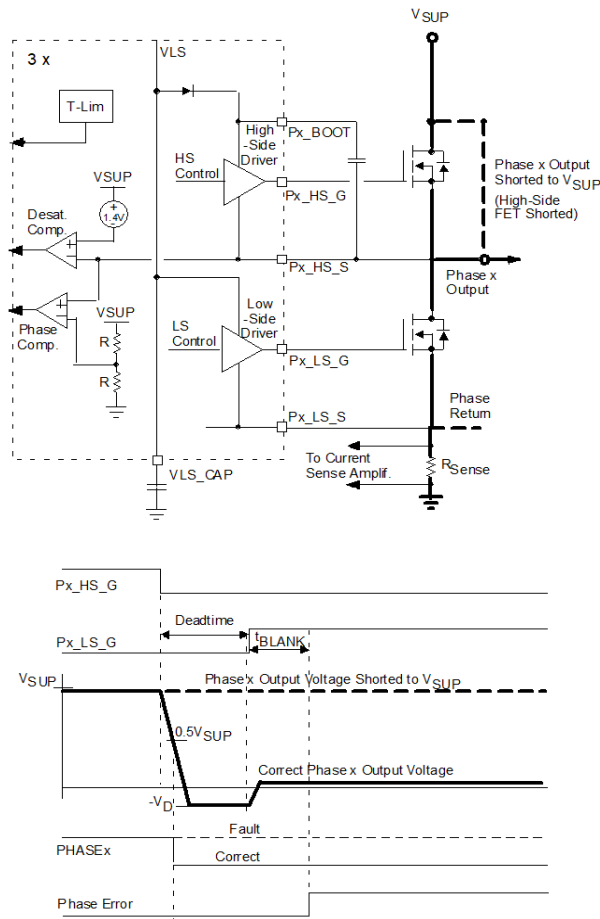 VSUP
3 x
VLS
T-Lim
High
-Side
Driver
Px_BOOT
HS
Control
Px_HS_G
Phase x Output
Shorted to VSUP
(High-Side
FET Shorted)
VSUP
Desat.
Comp.
+
1.4V
+
Px_HS_S
Phase x
Output
+
Phase
Comp.
VSUP
R
R
Low
-Side
Driver
LS
Control
Px_LS_G
Px_LS_S
Phase
Return
To Current
Sense Amplif.
RSense
VLS_CAP
Px_HS_G
Deadtime
Px_LS_G
tBLANK
VSUP
Phase x Output Voltage Shorted to VSUP
0.5VSUP
Correct Phase x Output Voltage
-VD
Fault
PHASEx
Correct
Phase Error